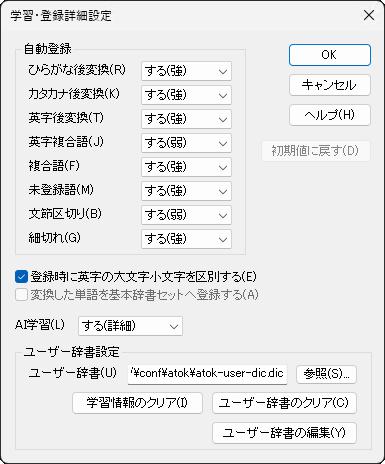 学習・登録詳細設定
自動登録
ひらがな後変換(R) する(強)
カタカナ後変換(K) する(強)
英字後変換(T) する(強)
英字複合語(J) する(弱)
複合語(F) する(強)
未登録語(M) する(強)
文節区切り(B) する(弱)
細切れ(G) する(強)
OK
キャンセル
ヘルプ(H)
初期値に戻す(D)
登録時に英字の大文字小文字を区別する(E)
変換した単語を基本辞書セットへ登録する(A)
AI学習(L) する(詳細)
ユーザー辞書設定
ユーザー辞書(U) ¥conf¥atok¥atok-user-dic.dic 参照(S)...
学習情報のクリア(I) ユーザー辞書のクリア(C)
ユーザー辞書の編集(Y)